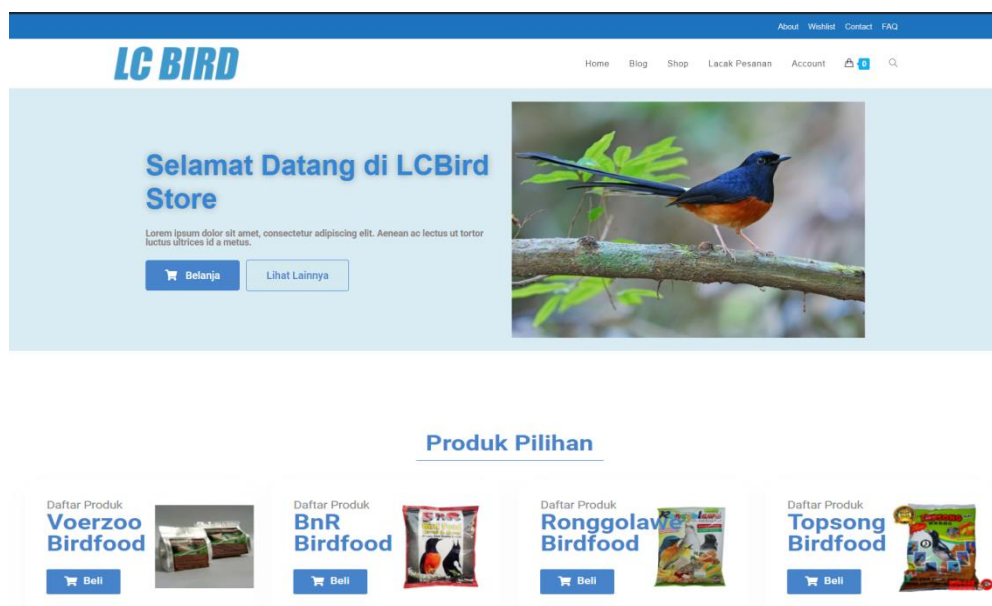 About Wishlist Contact FAQ
LC BIRD
Home Blog Shop Lacak Pesanan Account 0
Selamat Datang di LCBird
Store
Lorem ipsum dolor sit amet, consectetur adipiscing elit. Aenean ac lectus ut tortor
luctus ultrices id a metus.
Belanja Lihat Lainnya
Produk Pilihan
Daftar Produk
Voerzoo
Birdfood
Beli
Daftar Produk
BnR
Birdfood
BnR
Beli
Daftar Produk
Ronggolawe
Birdfood
Beli
Daftar Produk
Topsong
Birdfood
TOPSONG
Beli